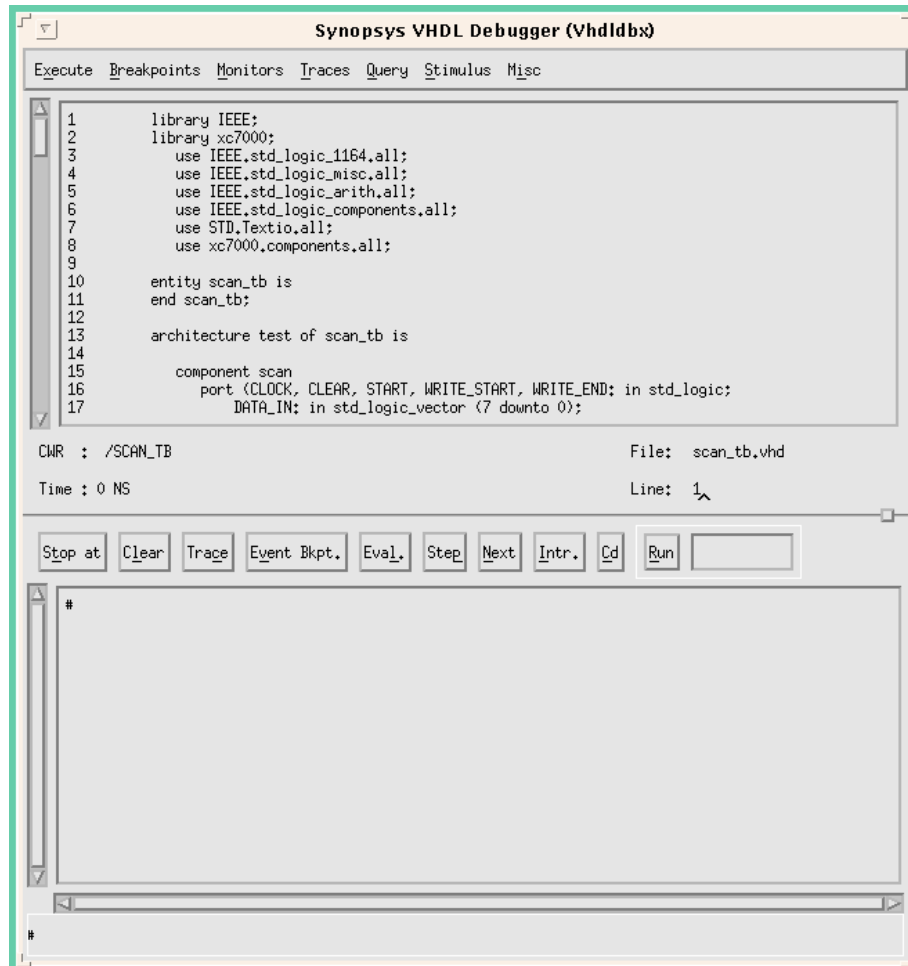 Synopsys VHDL Debugger (Vhdldbx)
Execute Breakpoints Monitors Traces Query Stimulus Misc
1 library IEEE;
2 library xc7000;
3 use IEEE.std_logic_1164.all;
4 use IEEE.std_logic_misc.all;
5 use IEEE.std_logic_arith.all;
6 use IEEE.std_logic_components.all;
7 use STD.Textio.all;
8 use xc7000.components.all;
9
10 entity scan_tb is
11 end scan_tb;
12
13 architecture test of scan_tb is
14
15 component scan
16 port (CLOCK, CLEAR, START, WRITE_START, WRITE_END: in std_logic;
17 DATA_IN: in std_logic_vector (7 downto 0);
CWR : /SCAN_TB File: scan_tb.vhd
Time : 0 NS Line: 1
Stop at Clear Trace Event Bkpt. Eval. Step Next Intr. Cd Run
#
#